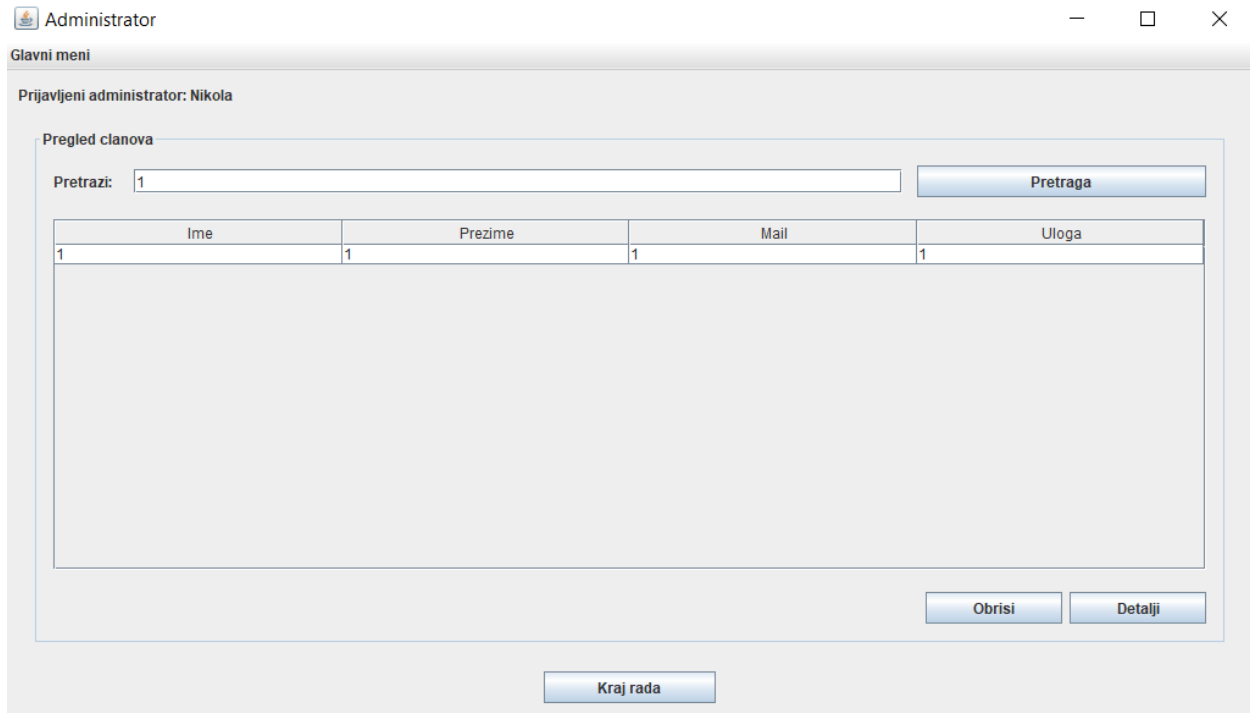 Administrator
Glavni meni
Prijavljeni administrator: Nikola
Pregled clanova
Pretrazi: 1 Pretraga
Ime Prezime Mail Uloga
1 1 1 1
Obrisi Detalji
Kraj rada